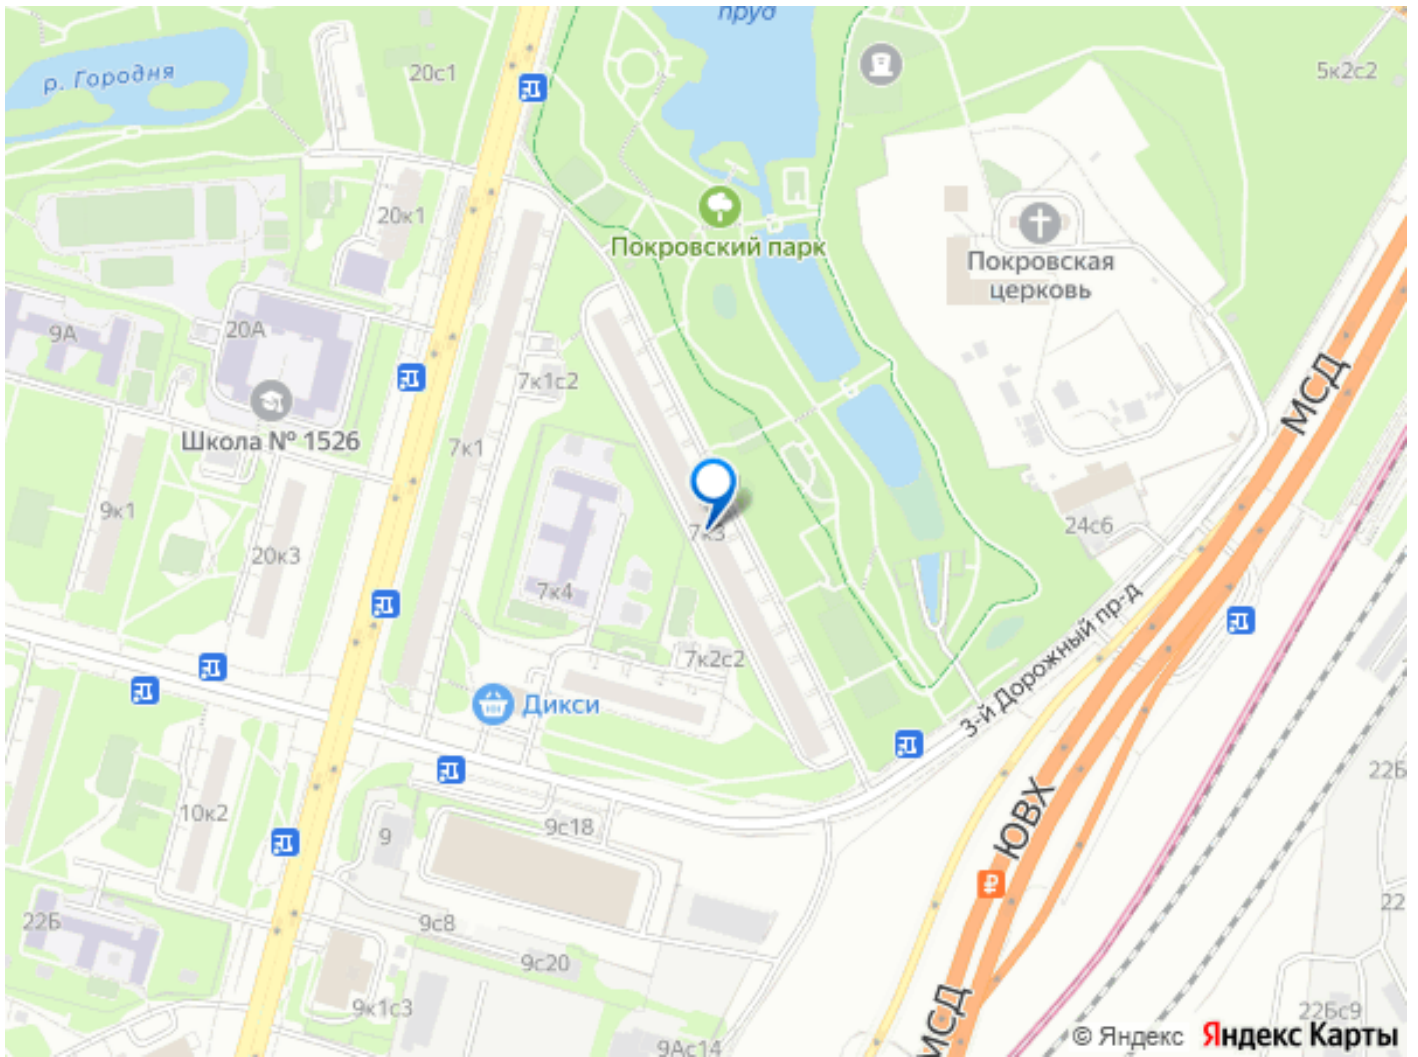 пруд
р. Городня
20с1
5к2с2
20к1
Покровский парк
Покровская
церковь
9А
20А
МСД
7к1с2
Школа № 1526
7к1
9к1
20к3
7к3
24с6
7к4
3-й Дорожный пр-д
7к2с2
Дикси
22Б
10к2
9с18
9
ЮВХ
22Б
9с8
22
9с20
9к1с3
22Бс9
МСД
9Ас14
© Яндекс Яндекс Карты